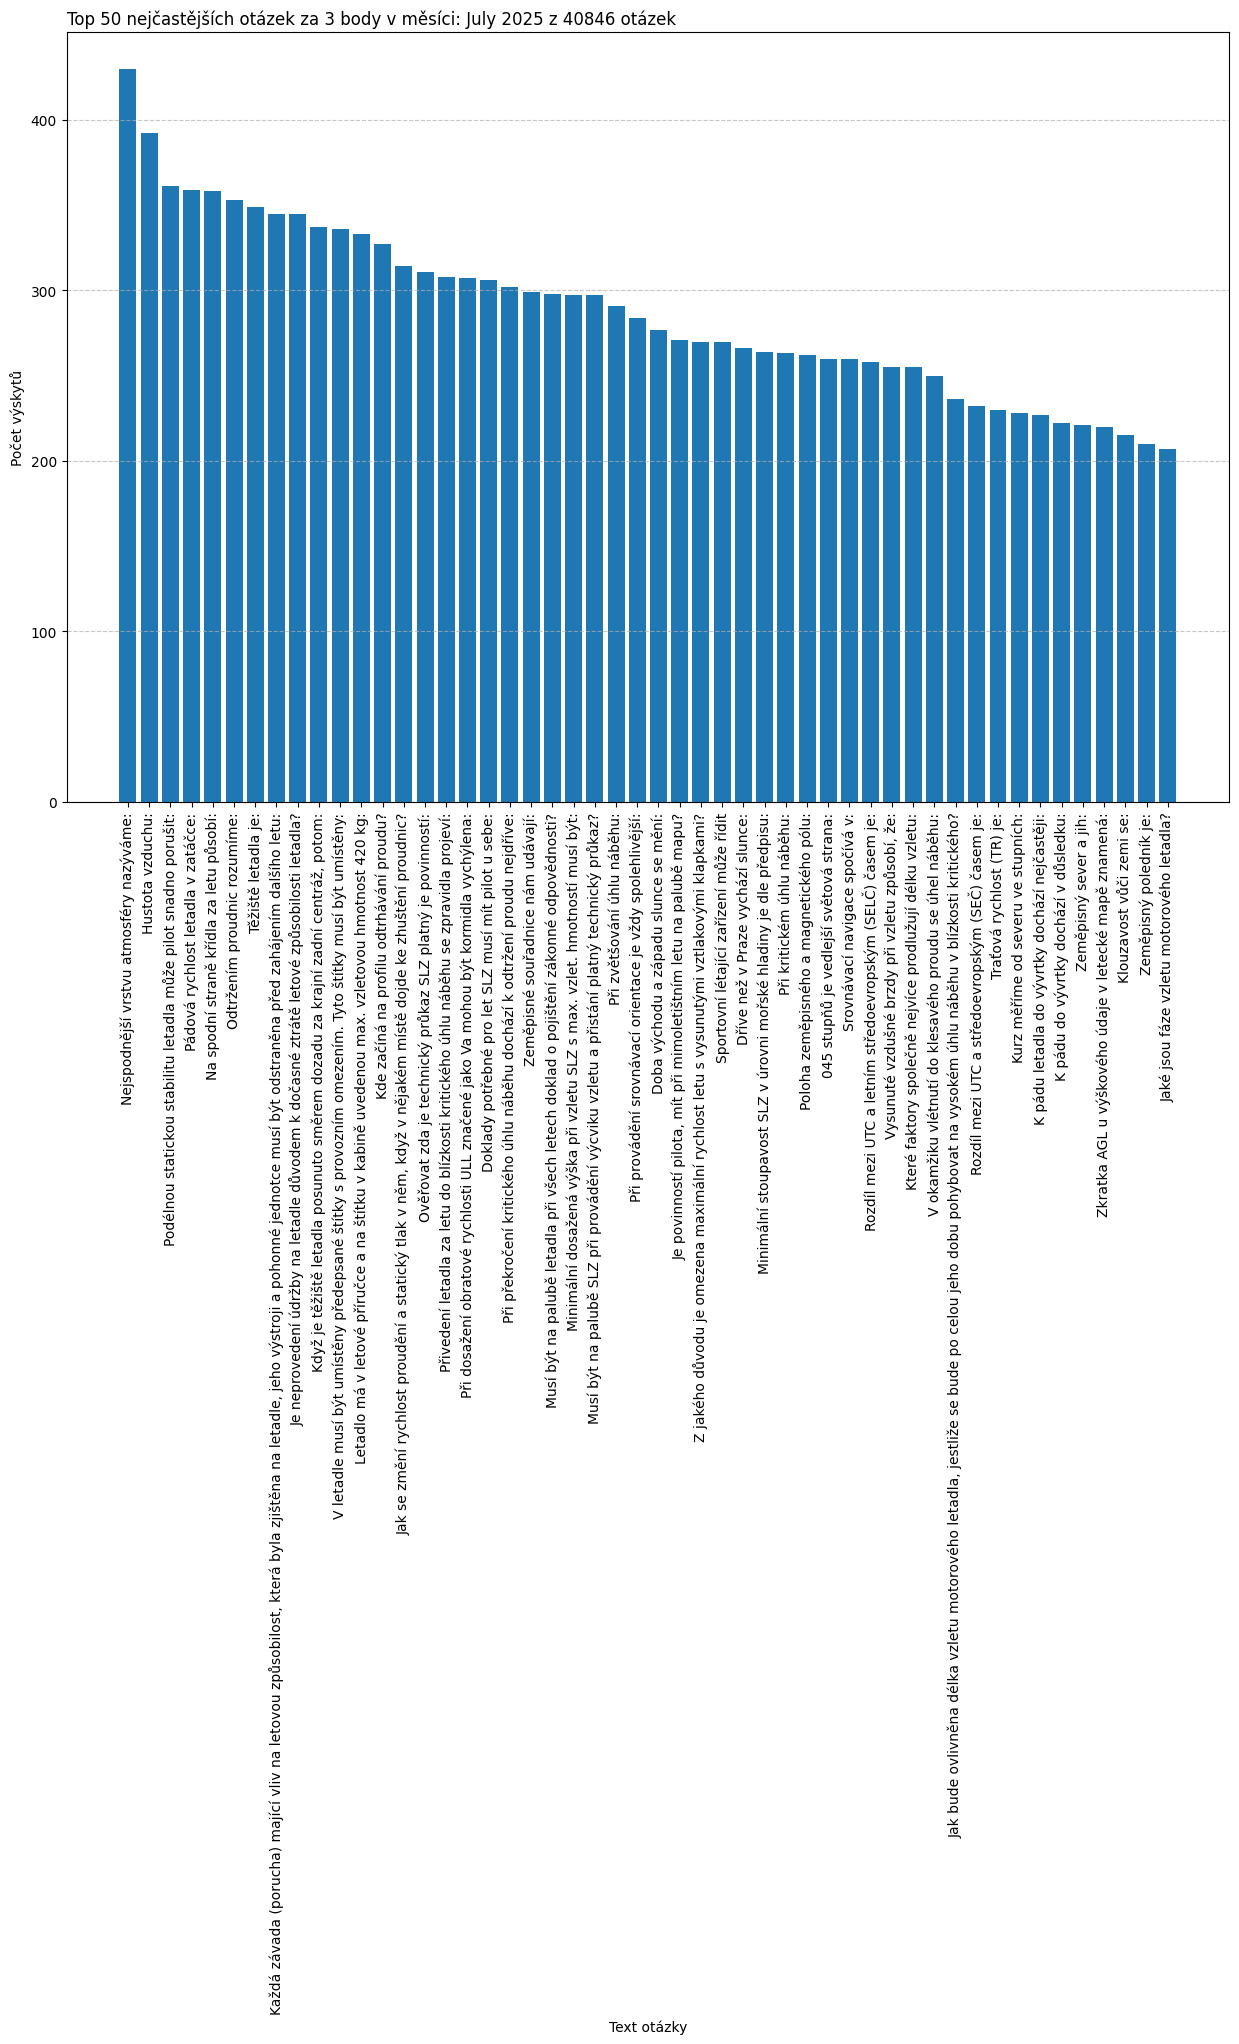 Top 50 nejčastějších otázek za 3 body v měsíci: July 2025 z 40846 otázek
Počet výskytů
400
300
200
100
0
Nejspodnější vrstvu atmosféry nazýváme:
Hustota vzduchu:
Podélnou statickou stabilitu letadla může pilot snadno porušit:
Pádová rychlost letadla v zatáčce:
Na spodní straně křídla za letu působí:
Odtržením proudnic rozumíme:
Těžiště letadla je:
Každá závada (porucha) mající vliv na letovou způsobilost, která byla zjištěna na letadle, jeho výstroji a pohonné jednotce musí být odstraněna před zahájením dalšího letu:
Je neprovedení údržby na letadle důvodem k dočasné ztrátě letové způsobilosti letadla?
Když je těžiště letadla posunuto směrem dozadu za krajní zadní centráž, potom:
V letadle musí být umístěny předepsané štítky s provozním omezením. Tyto štítky musí být umístěny:
Letadlo má v letové příručce a na štítku v kabině uvedenou max. vzletovou hmotnost 420 kg:
Kde začíná na profilu odtrhávání proudu?
Jak se změní rychlost proudění a statický tlak v něm, když v nějakém místě dojde ke zhuštění proudnic?
Ověřovat zda je technický průkaz SLZ platný je povinností:
Přivedení letadla za letu do blízkosti kritického úhlu náběhu se zpravidla projeví:
Při dosažení obratové rychlosti ULL značené jako Va mohou být kormidla vychýlena:
Doklady potřebné pro let SLZ musí mít pilot u sebe:
Při překročení kritického úhlu náběhu dochází k odtržení proudu nejdříve:
Zeměpisné souřadnice nám udávají:
Musí být na palubě letadla při všech letech doklad o pojištění zákonné odpovědnosti?
Minimální dosažená výška při vzletu SLZ s max. vzlet. hmotností musí být:
Musí být na palubě SLZ při provádění výcviku vzletu a přistání platný technický průkaz?
Při zvětšování úhlu náběhu:
Při provádění srovnávací orientace je vždy spolehlivější:
Doba východu a západu slunce se mění:
Je povinností pilota, mít při mimoletištním letu na palubě mapu?
Z jakého důvodu je omezena maximální rychlost letu s vysunutými vztlakovými klapkami?
Sportovní létající zařízení může řídit
Dříve než v Praze vychází slunce:
Minimální stoupavost SLZ v úrovni mořské hladiny je dle předpisu:
Při kritickém úhlu náběhu:
Poloha zeměpisného a magnetického pólu:
045 stupňů je vedlejší světová strana:
Srovnávací navigace spočívá v:
Rozdíl mezi UTC a letním středoevropským (SELČ) časem je:
Vysunuté vzdušné brzdy při vzletu způsobí, že:
Které faktory společně nejvíce prodlužují délku vzletu:
V okamžiku vlétnutí do klesavého proudu se úhel náběhu:
Jak bude ovlivněna délka vzletu motorového letadla, jestliže se bude po celou jeho dobu pohybovat na vysokém úhlu náběhu v blízkosti kritického?
Rozdíl mezi UTC a středoevropským (SEČ) časem je:
Traťová rychlost (TR) je:
Kurz měříme od severu ve stupních:
K pádu letadla do vývrtky dochází nejčastěji:
K pádu do vývrtky dochází v důsledku:
Zeměpisný sever a jih:
Zkratka AGL u výškového údaje v letecké mapě znamená:
Klouzavost vůči zemi se:
Zeměpisný poledník je:
Jaké jsou fáze vzletu motorového letadla?
Text otázky